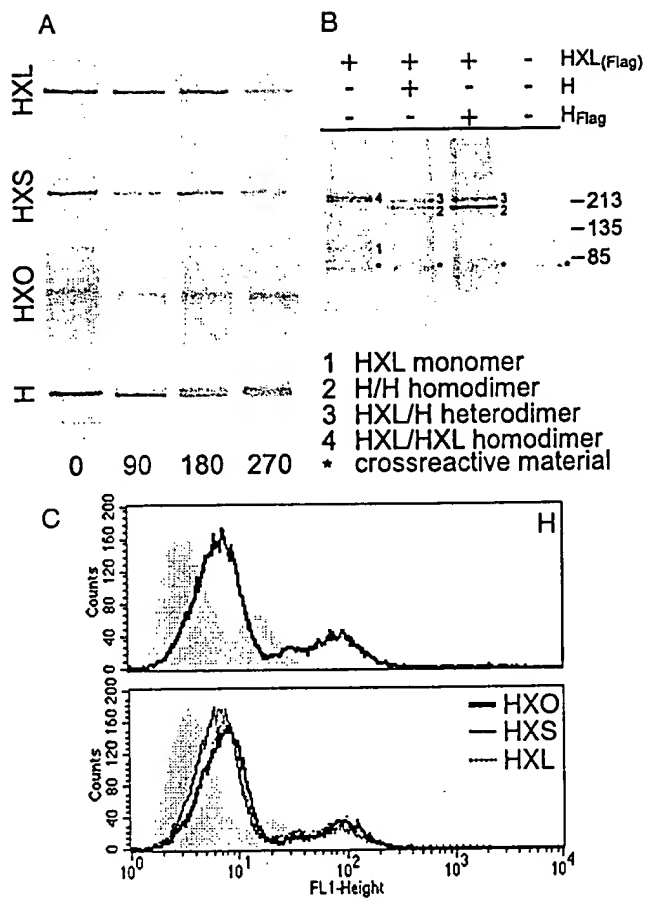 A
HXL
HXS
HXO
H
0 90 180 270
B
+ + + - HXL(Flag)
- + - - H
- - + - HFlag
4 3 3
2 2
1
* * * *
-213
-135
-85
1 HXL monomer
2 H/H homodimer
3 HXL/H heterodimer
4 HXL/HXL homodimer
* crossreactive material
C
H
Counts
0 40 80 120 160 200
HXO
HXS
HXL
Counts
0 40 80 120 160 200
10^0 10^1 10^2 10^3 10^4
FL1-Height